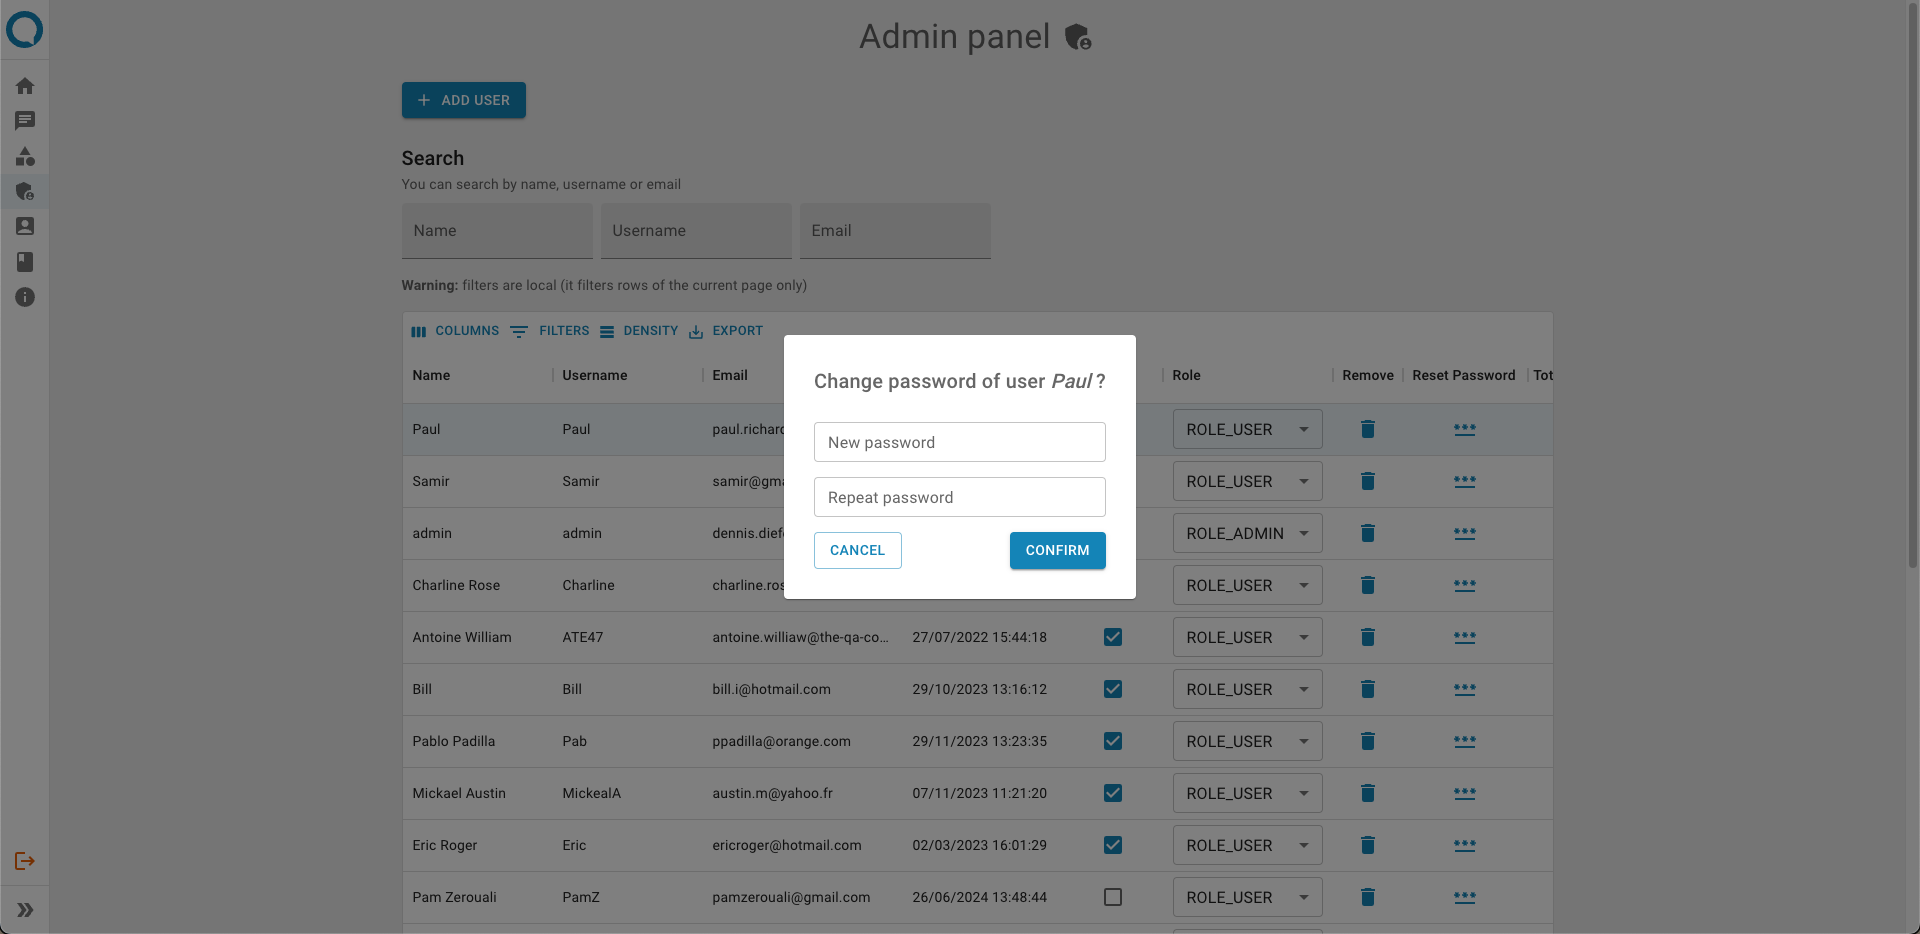 Admin panel
ADD USER
Search
You can search by name, username or email
Name Username Email
Warning: filters are local (it filters rows of the current page only)
COLUMNS FILTERS DENSITY EXPORT
Name Username Email Role Remove Reset Password Tot
Change password of user Paul ?
New password
Repeat password
CANCEL CONFIRM
Paul Paul paul.richard ROLE_USER
Samir Samir samir@gma ROLE_USER
admin admin dennis.dief ROLE_ADMIN
Charline Rose Charline charline.ros ROLE_USER
Antoine William ATE47 antoine.williaw@the-qa-co... 27/07/2022 15:44:18 ROLE_USER
Bill Bill bill.i@hotmail.com 29/10/2023 13:16:12 ROLE_USER
Pablo Padilla Pab ppadilla@orange.com 29/11/2023 13:23:35 ROLE_USER
Mickael Austin MickealA austin.m@yahoo.fr 07/11/2023 11:21:20 ROLE_USER
Eric Roger Eric ericroger@hotmail.com 02/03/2023 16:01:29 ROLE_USER
Pam Zerouali PamZ pamzerouali@gmail.com 26/06/2024 13:48:44 ROLE_USER